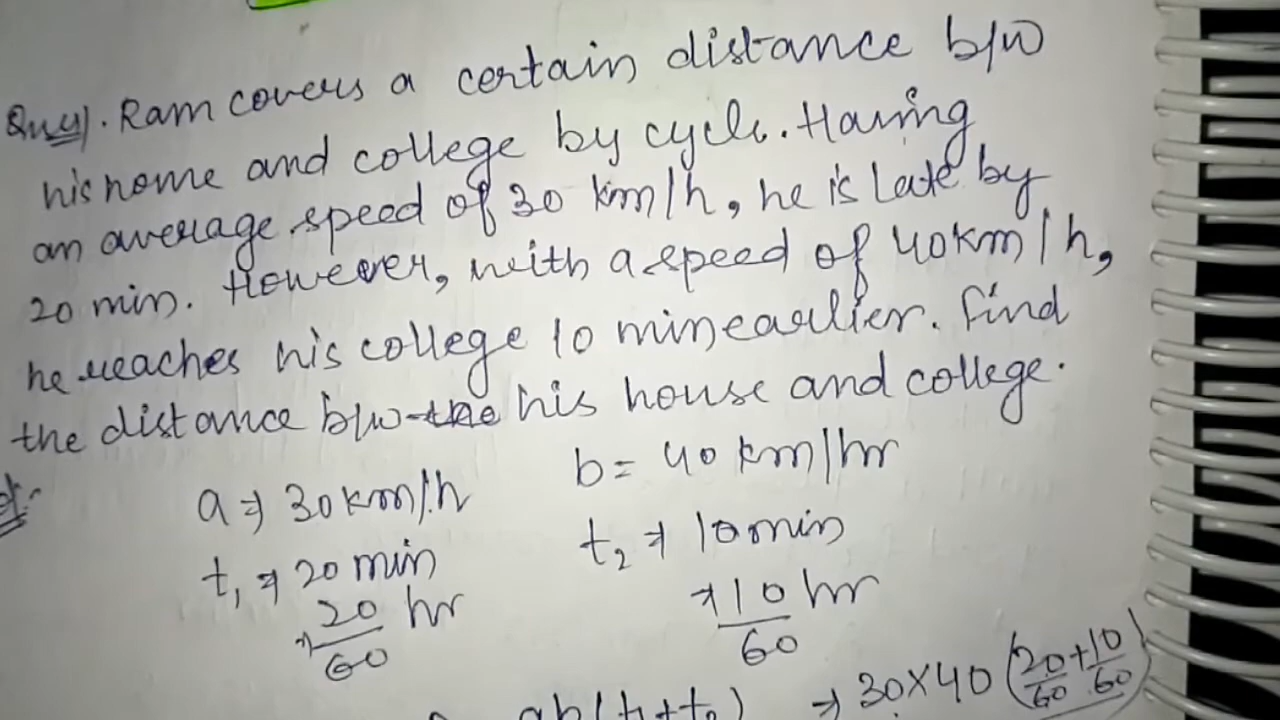 Qu 4). Ram covers a certain distance b/w
his home and college by cycle. Having
an average speed of 30 km/h, he is late by
20 min. However, with a speed of 40km/h,
he reaches his college 10 min earlier. Find
the distance b/w the his house and college.
a ⇒ 30 km/h b = 40 km/hr
t₁ ⇒ 20 min t₂ ⇒ 10 min
⇒ 20/60 hr ⇒ 10/60 hr
ab(t₁+t₂) ⇒ 30×40 (20/60 + 10/60)